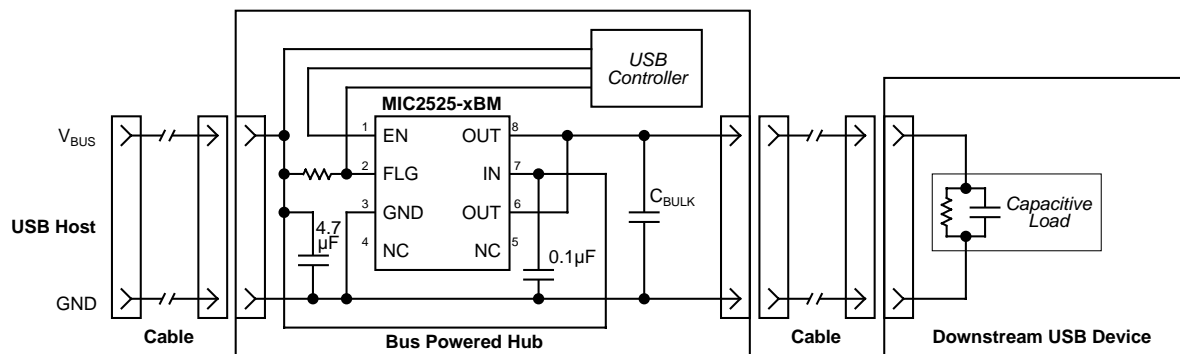 USB
Controller
MIC2525-xBM
V_BUS
1
EN
OUT
8
2
FLG
IN
7
3
GND
OUT
6
4
NC
NC
5
C_BULK
Capacitive
Load
USB Host
4.7
µF
0.1µF
GND
Cable
Bus Powered Hub
Cable
Downstream USB Device